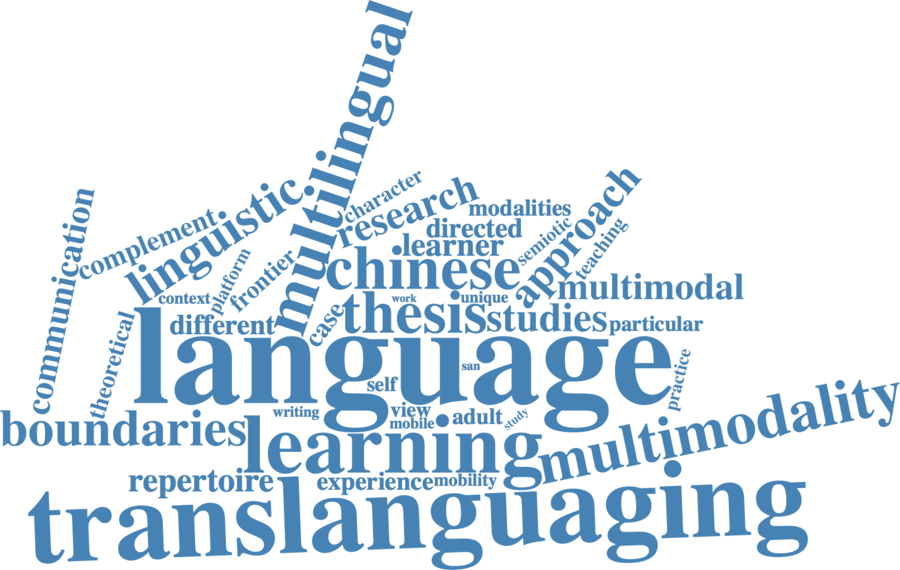 multilingual
communication
complement
linguistic
character
research
modalities
directed
learner
approach
semiotic
teaching
platform
frontier
context
chinese
multimodal
work
unique
case
thesis
studies
particular
theoretical
different
language
san
self
practice
writing
view
mobile
adult
study
boundaries
learning
multimodality
repertoire
experience
mobility
translanguaging